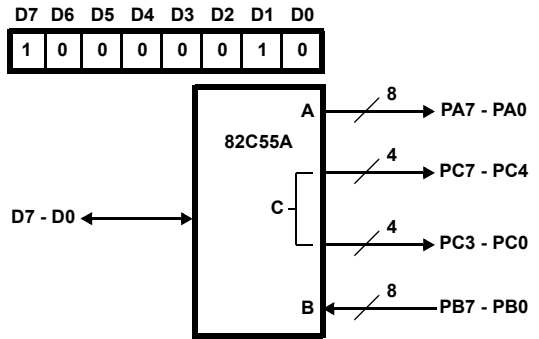 D7 D6 D5 D4 D3 D2 D1 D0
1 0 0 0 0 0 1 0
8
A PA7 - PA0
82C55A
4
PC7 - PC4
C
D7 - D0
4
PC3 - PC0
8
B PB7 - PB0